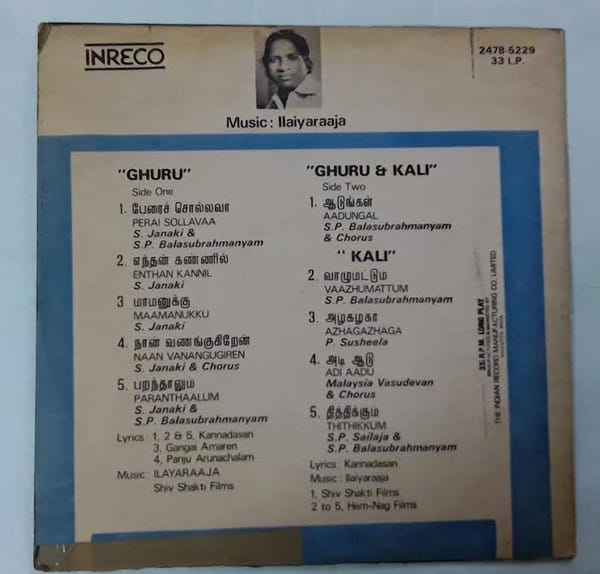 INRECO
2478-5229
33 L.P.
Music: Ilaiyaraaja
"GHURU"
Side One
1. பேரைச் சொல்லவா
PERAI SOLLAVAA
S. Janaki &
S.P. Balasubrahmanyam
2. எந்தன் கண்ணில்
ENTHAN KANNIL
S. Janaki
3 மாமனுக்கு
MAAMANUKKU
S. Janaki
4. நான் வணங்குகிறேன்
NAAN VANANGUGIREN
S. Janaki & Chorus
5. பறந்தாலும்
PARANTHAALUM
S. Janaki &
S.P. Balasubrahmanyam
Lyrics: 1, 2 & 5, Kannadasan
3, Gangai Amaren
4, Panju Arunachalam
Music: ILAYARAAJA
Shiv Shakti Films
"GHURU & KALI"
Side Two
1. ஆடுங்கள்
AADUNGAL
S.P. Balasubrahmanyam
& Chorus
"KALI"
2. வாழுமட்டும்
VAAZHUMATTUM
S.P. Balasubrahmanyam
3. அழகழகா
AZHAGAZHAGA
P. Susheela
4. அடி ஆடு
ADI AADU
Malaysia Vasudevan
& Chorus
5. தித்திக்கும்
THITHIKKUM
S.P. Sailaja &
S.P. Balasubrahmanyam
Lyrics: Kannadasan
Music: Ilaiyaraaja
1, Shiv Shakti Films
2 to 5, Hem-Nag Films
33⅓ R.P.M. LONG PLAY
MANUFACTURED & MARKETED BY
THE INDIAN RECORD MANUFACTURING CO. LIMITED